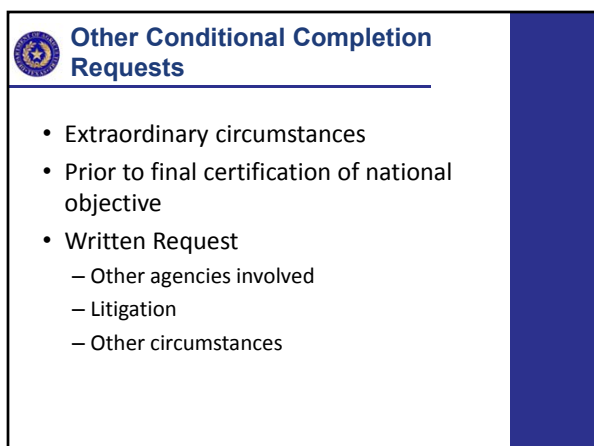 Other Conditional Completion
Requests
• Extraordinary circumstances
• Prior to final certification of national
objective
• Written Request
– Other agencies involved
– Litigation
– Other circumstances